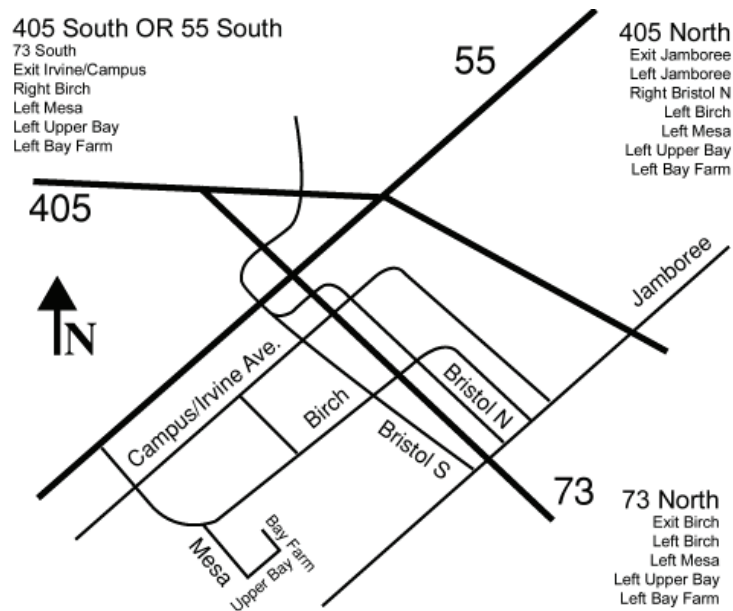 405 South OR 55 South
73 South
Exit Irvine/Campus
Right Birch
Left Mesa
Left Upper Bay
Left Bay Farm
55
405 North
Exit Jamboree
Left Jamboree
Right Bristol N
Left Birch
Left Mesa
Left Upper Bay
Left Bay Farm
405
Jamboree
N
Campus/Irvine Ave.
Birch
Bristol N
Bristol S
73
73 North
Exit Birch
Left Birch
Left Mesa
Left Upper Bay
Left Bay Farm
Mesa
Bay Farm
Upper Bay